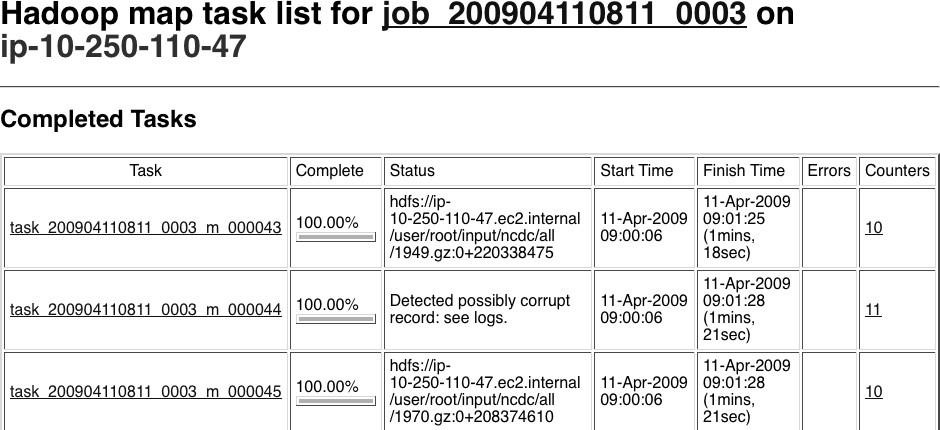 Hadoop map task list for job_200904110811_0003 on
ip-10-250-110-47
Completed Tasks
Task Complete Status Start Time Finish Time Errors Counters
task_200904110811_0003_m_000043 100.00% hdfs://ip-
10-250-110-47.ec2.internal
/user/root/input/ncdc/all
/1949.gz:0+220338475 11-Apr-2009
09:00:06 11-Apr-2009
09:01:25
(1mins,
18sec) 10
task_200904110811_0003_m_000044 100.00% Detected possibly corrupt
record: see logs. 11-Apr-2009
09:00:06 11-Apr-2009
09:01:28
(1mins,
21sec) 11
task_200904110811_0003_m_000045 100.00% hdfs://ip-
10-250-110-47.ec2.internal
/user/root/input/ncdc/all
/1970.gz:0+208374610 11-Apr-2009
09:00:06 11-Apr-2009
09:01:28
(1mins,
21sec) 10